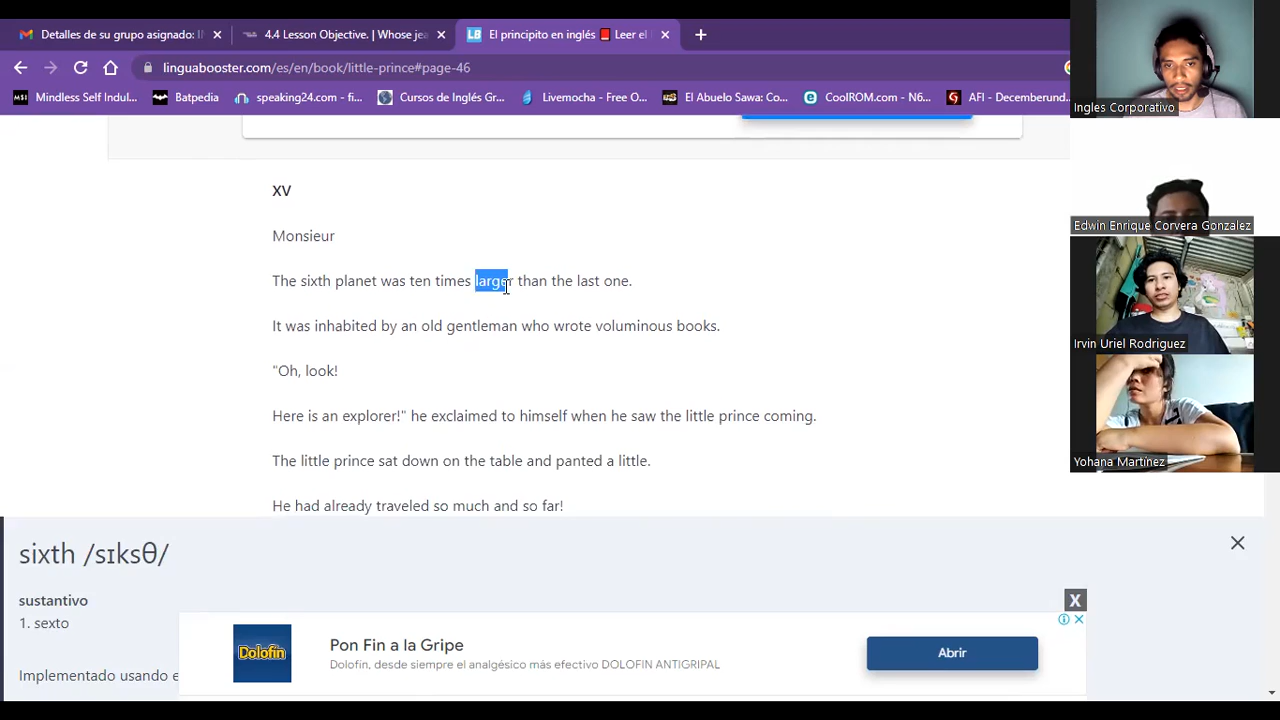 Detalles de su grupo asignado: I
4.4 Lesson Objective. | Whose jea
LB El principito en inglés 📕 Leer el
linguabooster.com/es/en/book/little-prince#page-46
MSI Mindless Self Indul...
Batpedia
speaking24.com - fi...
Cursos de Inglés Sr...
Livemocha - Free O...
El Abuelo Sawa: Co...
CoolROM.com - N6...
AFI - Decemberund...
Ingles Corporativo
XV
Edwin Enrique Corvera Gonzalez
Monsieur
The sixth planet was ten times larger than the last one.
It was inhabited by an old gentleman who wrote voluminous books.
Irvin Uriel Rodriguez
"Oh, look!
Here is an explorer!" he exclaimed to himself when he saw the little prince coming.
The little prince sat down on the table and panted a little.
Yohana Martínez
He had already traveled so much and so far!
sixth /sɪksθ/
sustantivo
1. sexto
X
Pon Fin a la Gripe
Dolofin
Dolofin, desde siempre el analgésico más efectivo DOLOFIN ANTIGRIPAL
Abrir
Implementado usando e